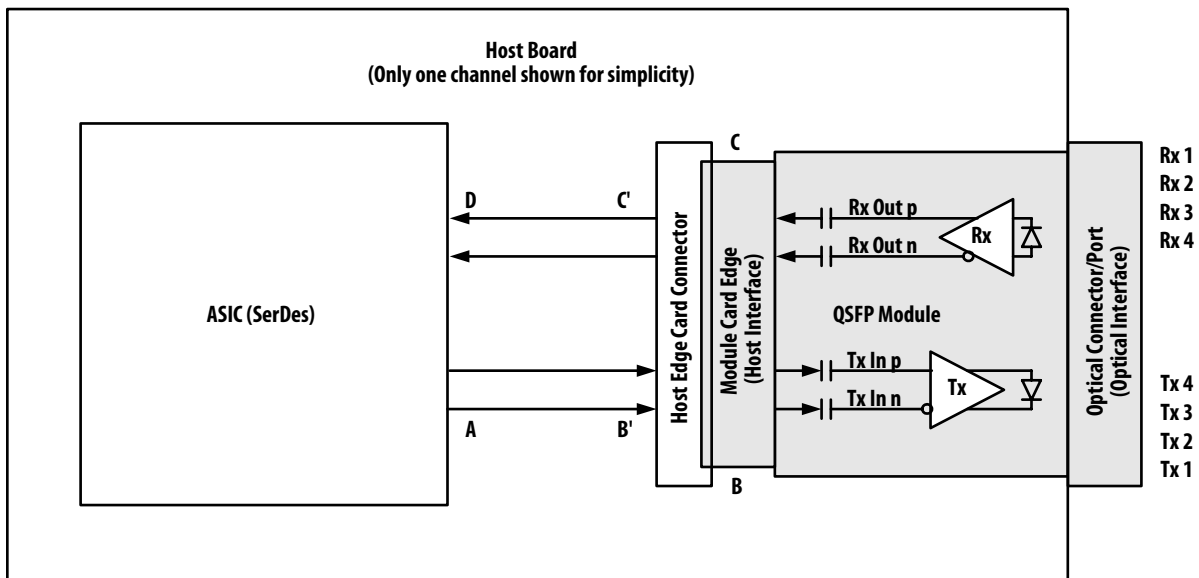 Host Board
(Only one channel shown for simplicity)
ASIC (SerDes)
D
C'
A
B'
Host Edge Card Connector
C
Module Card Edge
(Host Interface)
B
Rx Out p
Rx Out n
Rx
QSFP Module
Tx In p
Tx In n
Tx
Optical Connector/Port
(Optical Interface)
Rx 1
Rx 2
Rx 3
Rx 4
Tx 4
Tx 3
Tx 2
Tx 1